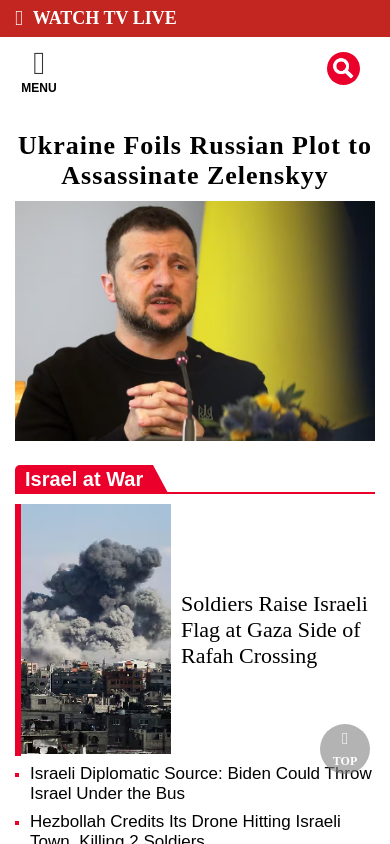 WATCH TV LIVE
MENU
Ukraine Foils Russian Plot to
Assassinate Zelenskyy
Israel at War
Soldiers Raise Israeli
Flag at Gaza Side of
Rafah Crossing
TOP
Israeli Diplomatic Source: Biden Could Throw
Israel Under the Bus
Hezbollah Credits Its Drone Hitting Israeli
Town, Killing 2 Soldiers